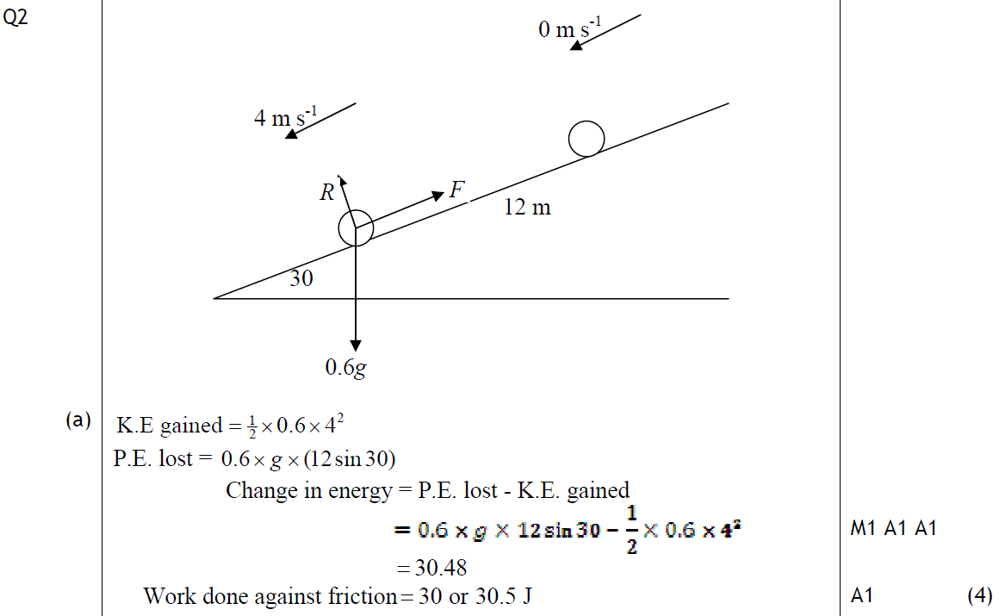 Q2
0 m s⁻¹
4 m s⁻¹
R
F
12 m
30
0.6g
(a)
K.E gained = ½ × 0.6 × 4²
P.E. lost = 0.6 × g × (12 sin 30)
Change in energy = P.E. lost - K.E. gained
= 0.6 × g × 12 sin 30 − 1/2 × 0.6 × 4² M1 A1 A1
= 30.48
Work done against friction = 30 or 30.5 J A1 (4)